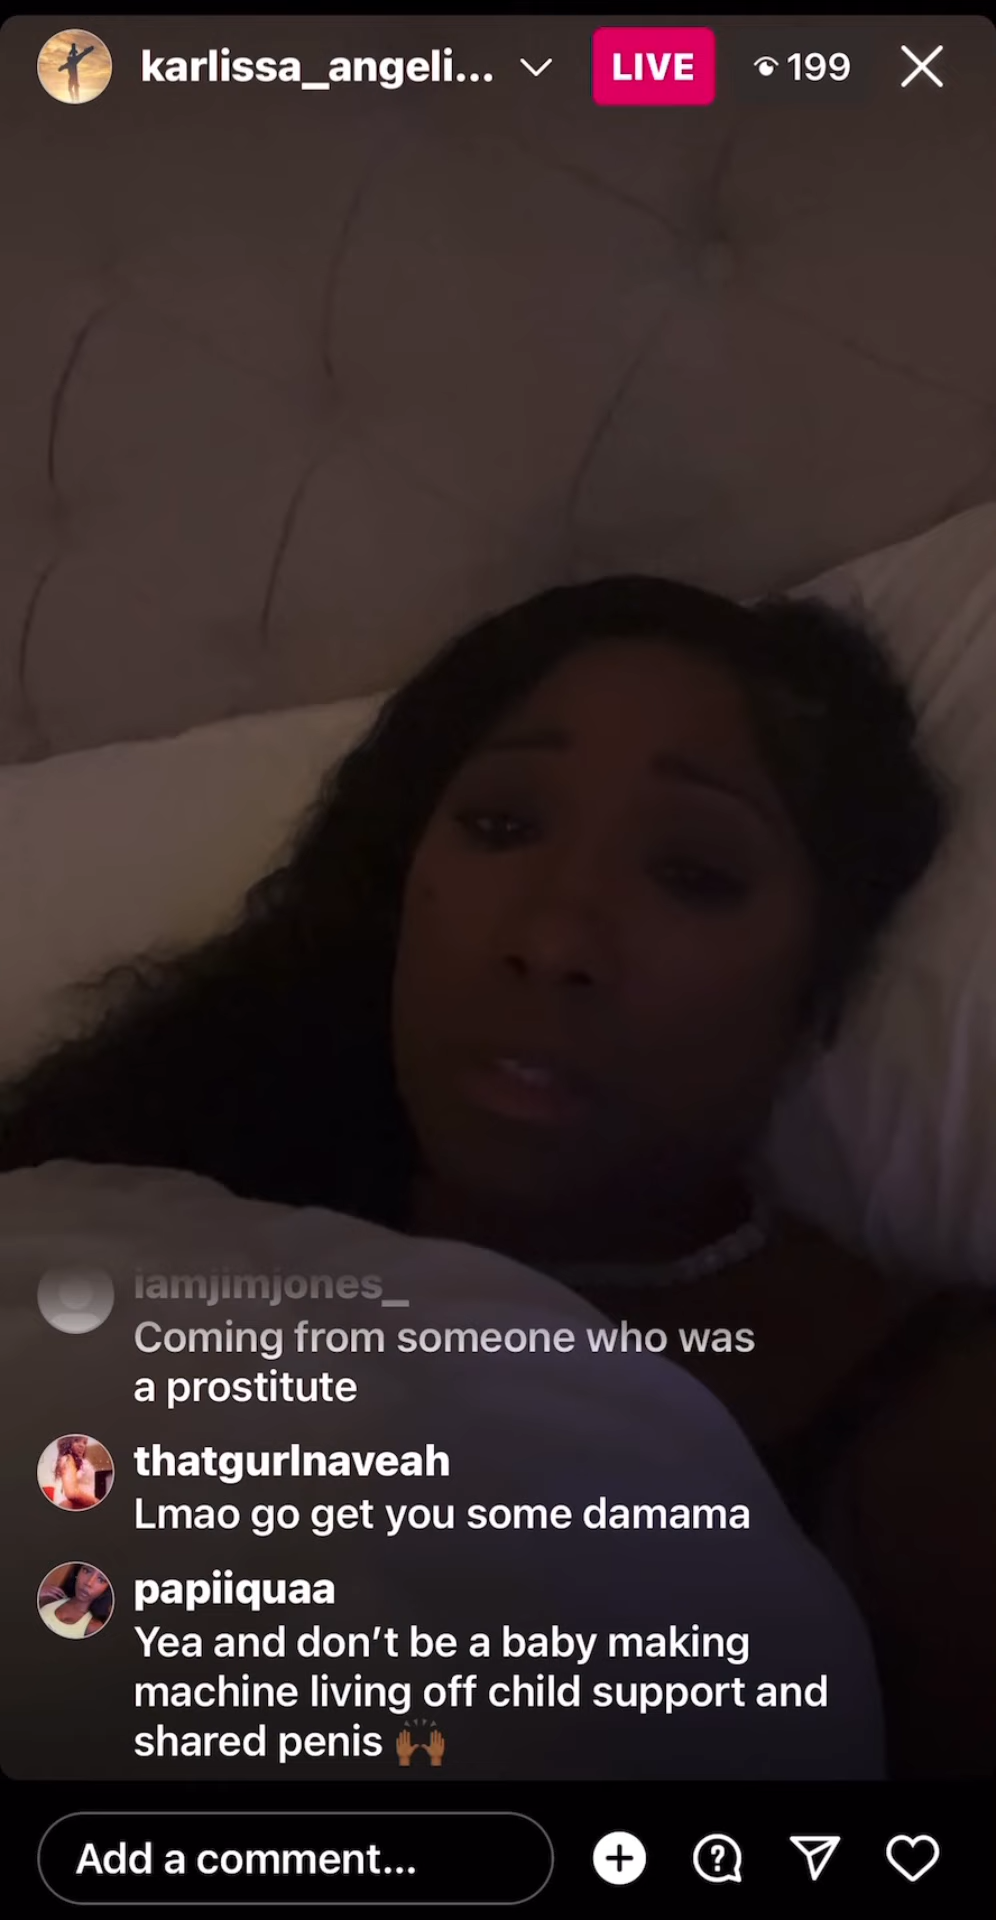 karlissa_angeli...
LIVE
199
iamjimjones_
Coming from someone who was
a prostitute
thatgurlnaveah
Lmao go get you some damama
papiiquaa
Yea and don't be a baby making
machine living off child support and
shared penis 🙌🏾
Add a comment...